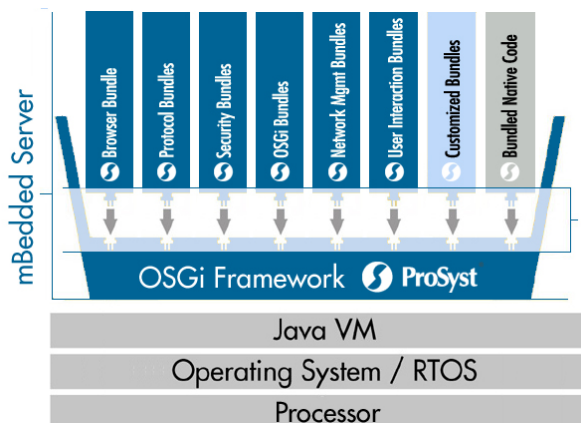 mBedded Server
Browser Bundle
Protocol Bundles
Security Bundles
OSGi Bundles
Network Mgmt Bundles
User Interaction Bundles
Customized Bundles
Bundled Native Code
OSGi Framework ProSyst
Java VM
Operating System / RTOS
Processor